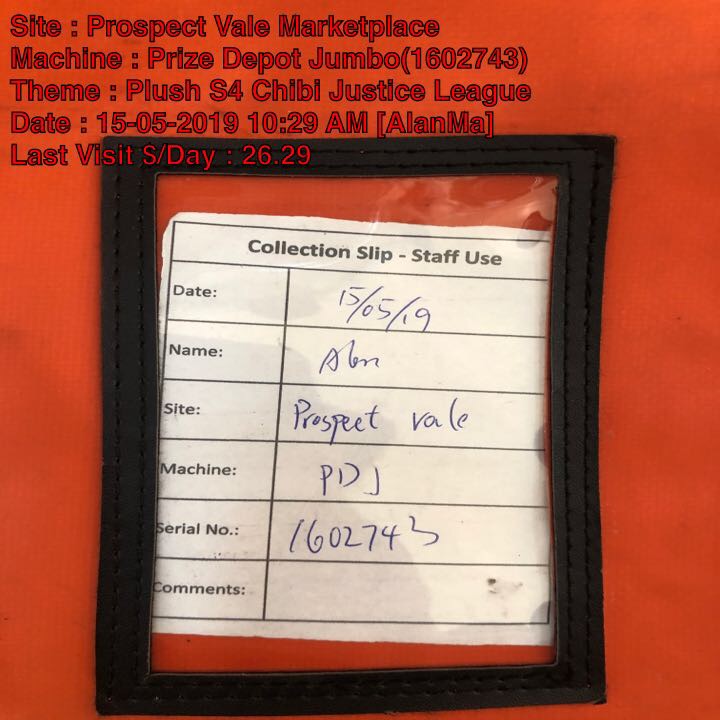 Site : Prospect Vale Marketplace
Machine : Prize Depot Jumbo(1602743)
Theme : Plush S4 Chibi Justice League
Date : 15-05-2019 10:29 AM [AlanMa]
Last Visit $/Day : 26.29
Collection Slip - Staff Use
Date: 15/05/19
Name: Alan
Site: Prospect vale
Machine: PDJ
Serial No.: 1602743
Comments: